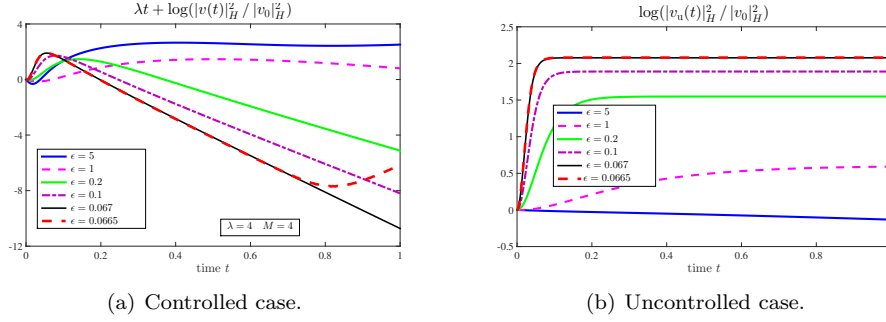 λt + log(|v(t)|²_H / |v₀|²_H)
4
0
-4
-8
-12
ϵ = 5
ϵ = 1
ϵ = 0.2
ϵ = 0.1
ϵ = 0.067
ϵ = 0.0665
λ = 4 M = 4
0 0.2 0.4 0.6 0.8 1
time t
(a) Controlled case.
log(|v_u(t)|²_H / |v₀|²_H)
2.5
2
1.5
1
0.5
0
-0.5
ϵ = 5
ϵ = 1
ϵ = 0.2
ϵ = 0.1
ϵ = 0.067
ϵ = 0.0665
0 0.2 0.4 0.6 0.8
time t
(b) Uncontrolled case.